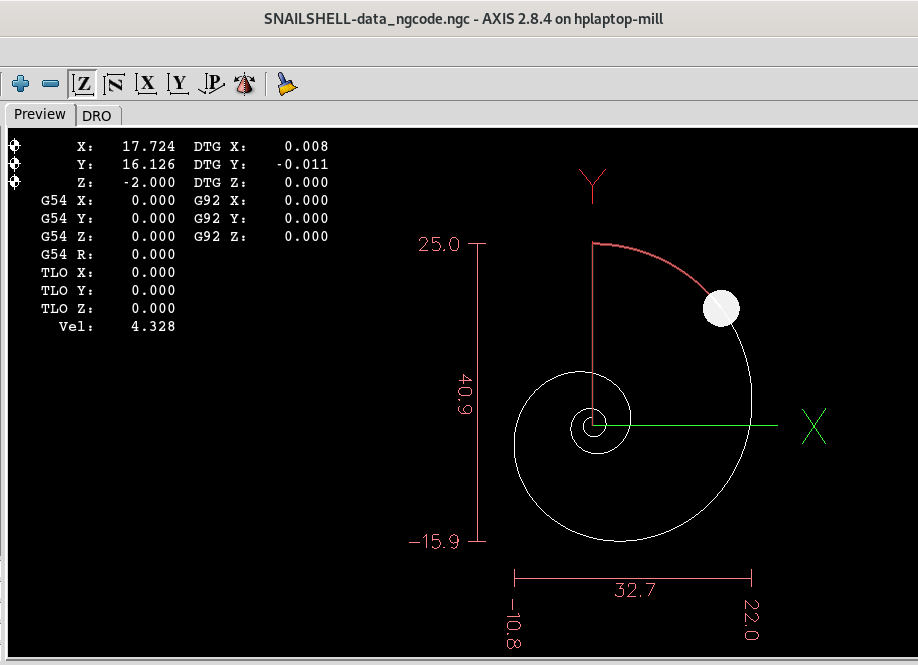 SNAILSHELL-data_ngcode.ngc - AXIS 2.8.4 on hplaptop-mill
Z N X Y P
Preview DRO
X: 17.724 DTG X: 0.008
Y: 16.126 DTG Y: -0.011
Z: -2.000 DTG Z: 0.000
G54 X: 0.000 G92 X: 0.000
G54 Y: 0.000 G92 Y: 0.000
G54 Z: 0.000 G92 Z: 0.000
G54 R: 0.000
TLO X: 0.000
TLO Y: 0.000
TLO Z: 0.000
Vel: 4.328
Y
25.0
40.9
X
-15.9
32.7
-10.8
22.0